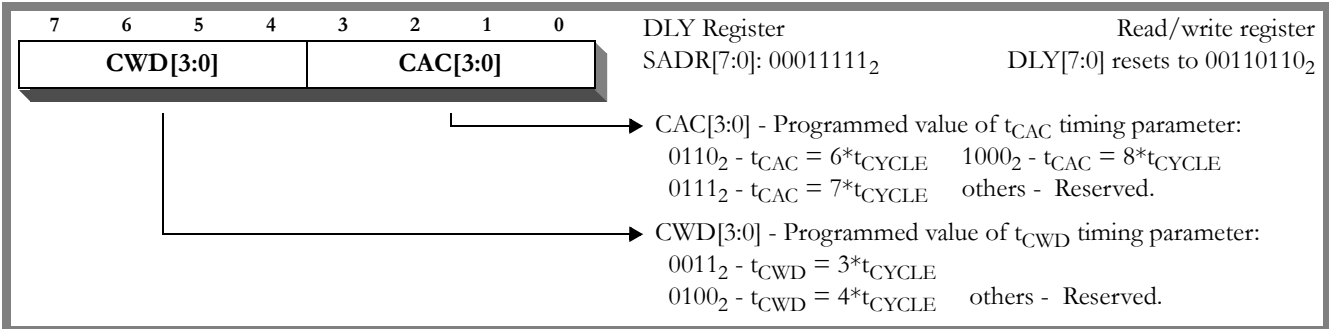 7 6 5 4 3 2 1 0
CWD[3:0] CAC[3:0]
DLY Register Read/write register
SADR[7:0]: 00011111₂ DLY[7:0] resets to 00110110₂
CAC[3:0] - Programmed value of tCAC timing parameter:
0110₂ - tCAC = 6*tCYCLE 1000₂ - tCAC = 8*tCYCLE
0111₂ - tCAC = 7*tCYCLE others - Reserved.
CWD[3:0] - Programmed value of tCWD timing parameter:
0011₂ - tCWD = 3*tCYCLE
0100₂ - tCWD = 4*tCYCLE others - Reserved.